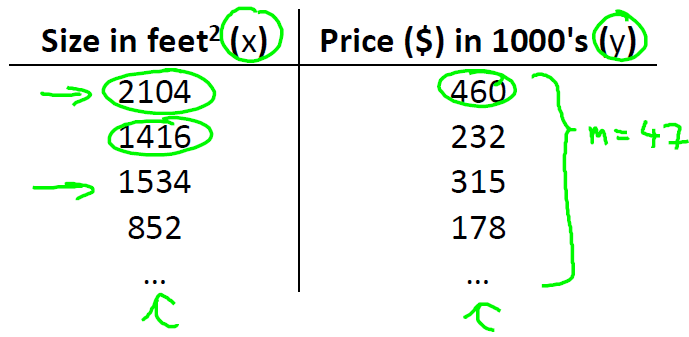 Size in feet² (x) Price ($) in 1000's (y)
2104 460
1416 232
m = 47
1534 315
852 178
... ...